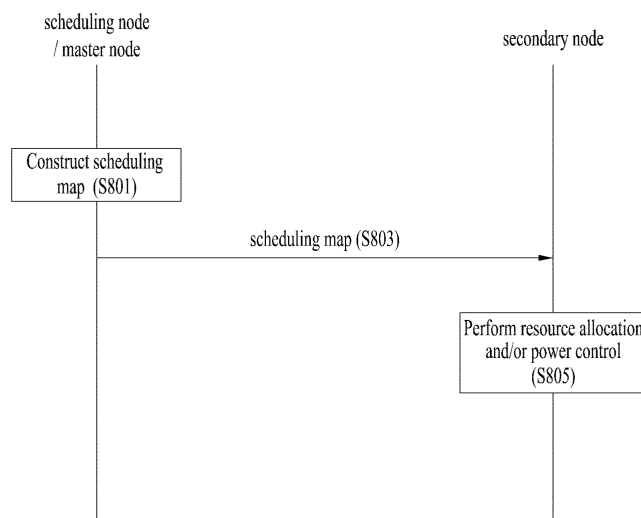 scheduling node
/ master node
secondary node
Construct scheduling
map (S801)
scheduling map (S803)
Perform resource allocation
and/or power control
(S805)